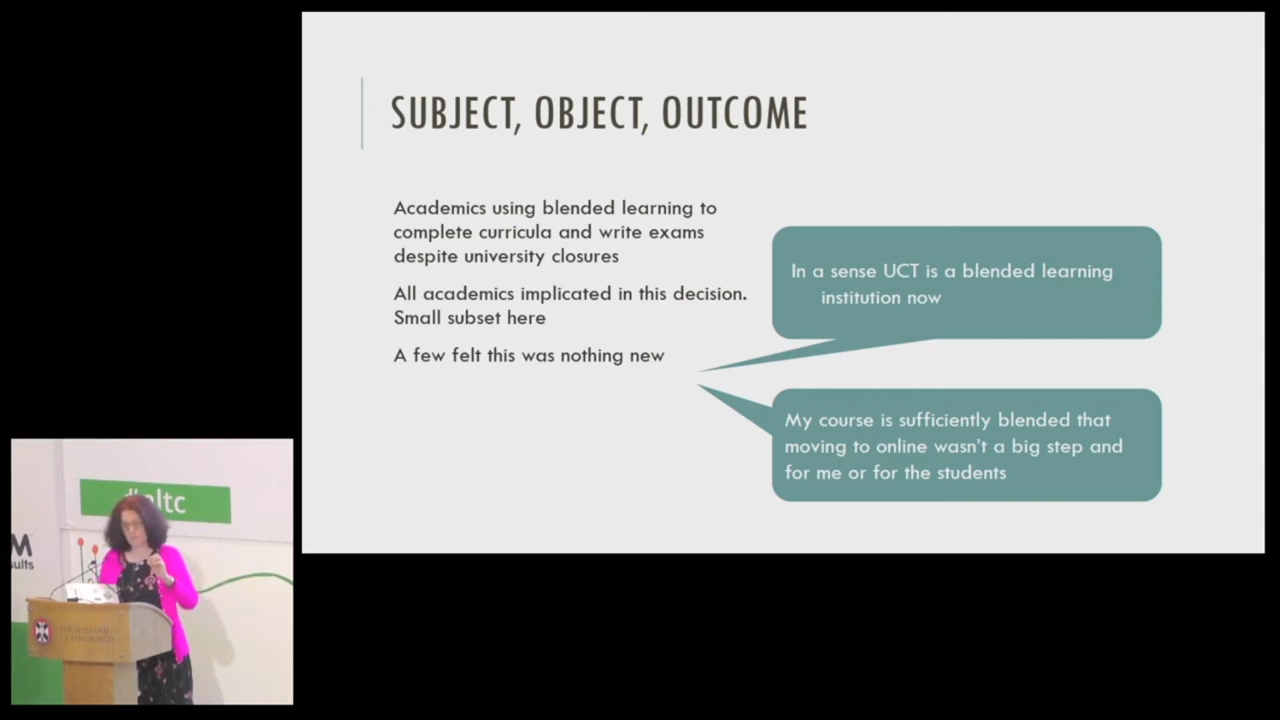 SUBJECT, OBJECT, OUTCOME
Academics using blended learning to
complete curricula and write exams
despite university closures
All academics implicated in this decision.
Small subset here
A few felt this was nothing new
In a sense UCT is a blended learning
institution now
My course is sufficiently blended that
moving to online wasn't a big step and
for me or for the students